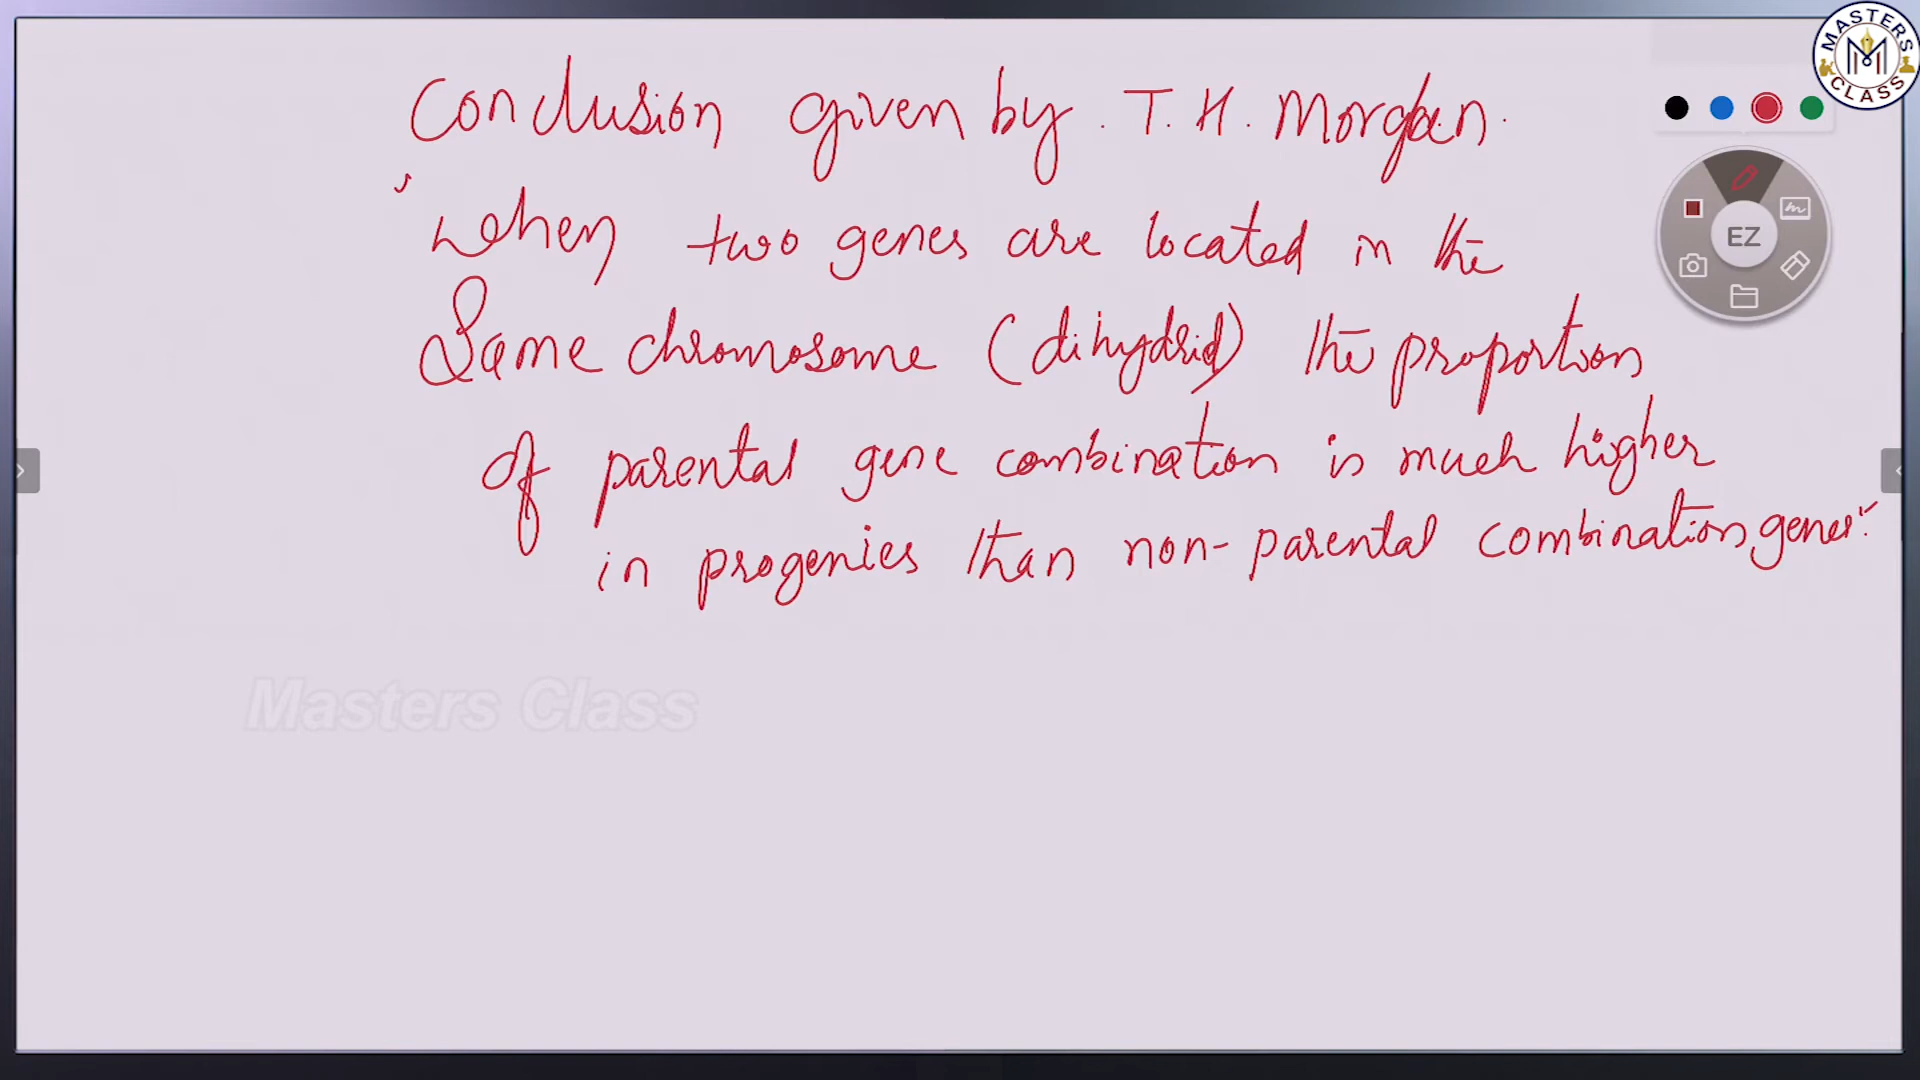 MASTERS CLASS
Conclusion given by T. H. Morgan.
"When two genes are located in the
Same chromosome (dihydrid) the proportion
of parental gene combination is much higher
in progenies than non-parental combination genes"
EZ
Masters Class